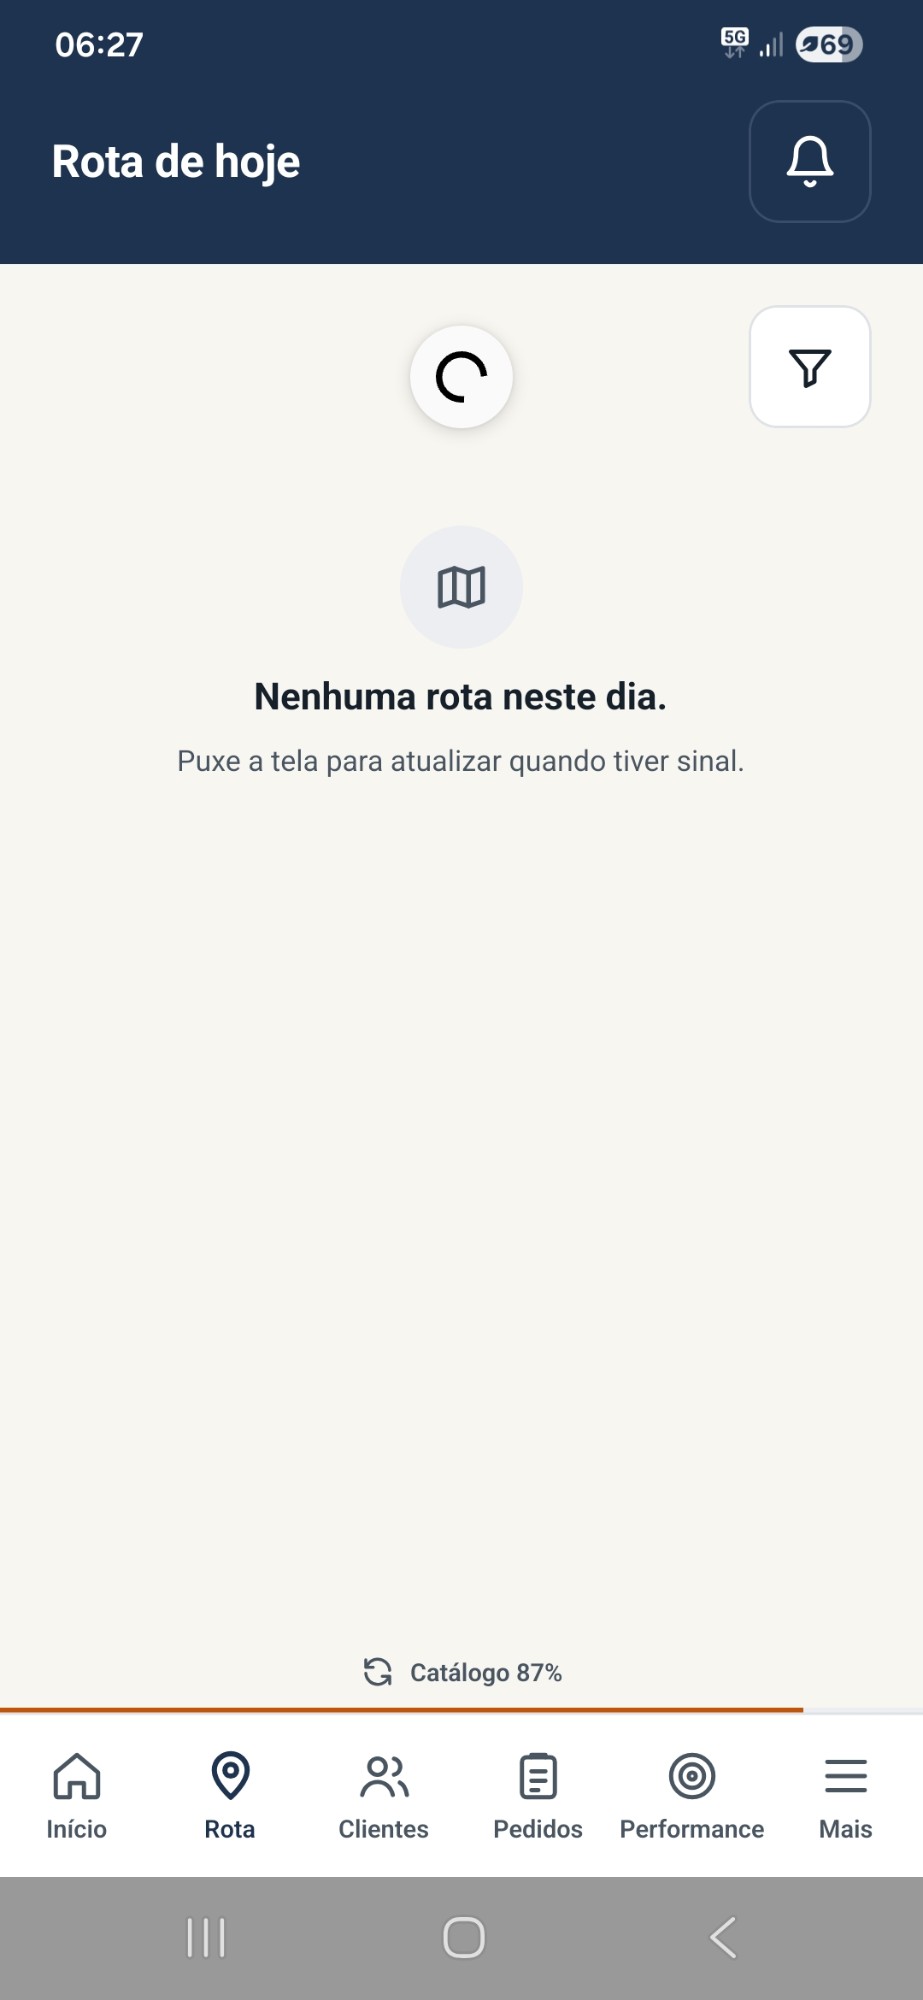 06:27
5G
69
Rota de hoje
Nenhuma rota neste dia.
Puxe a tela para atualizar quando tiver sinal.
Catálogo 87%
Início
Rota
Clientes
Pedidos
Performance
Mais